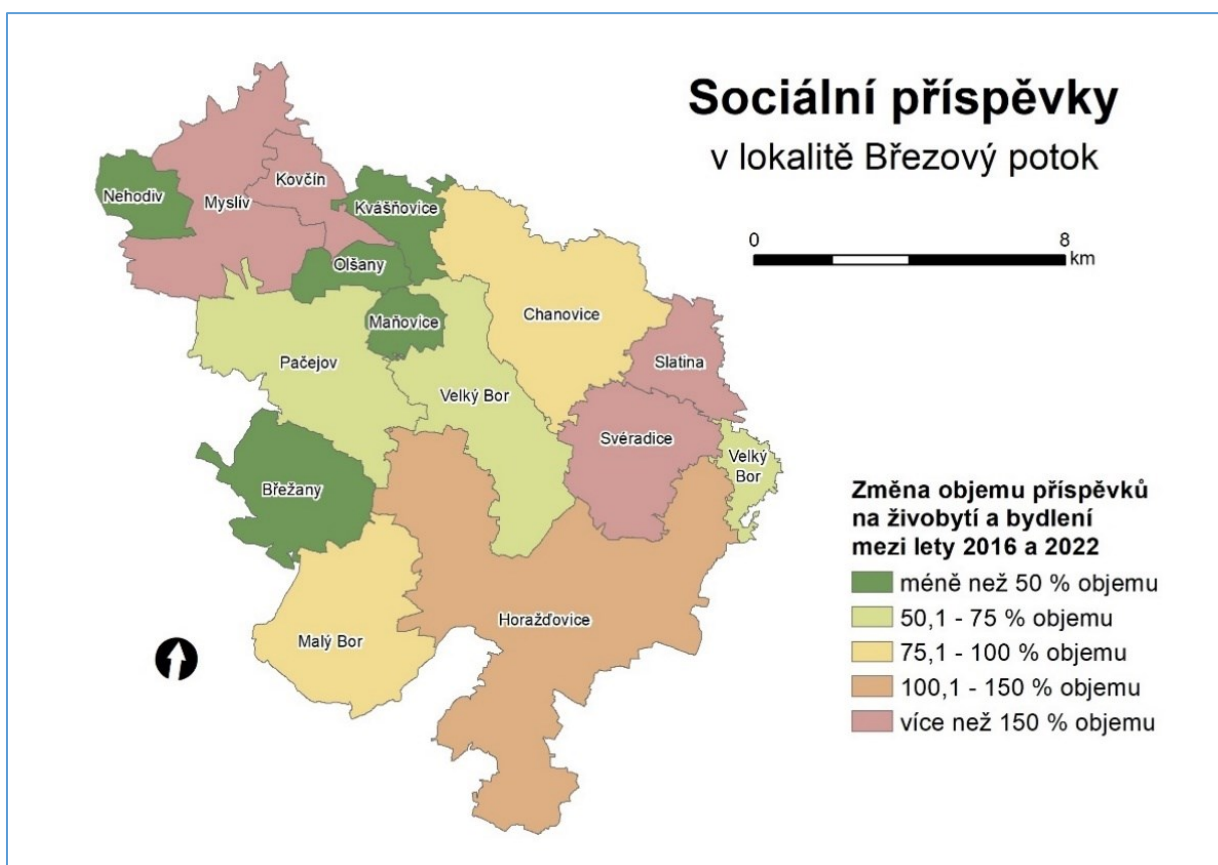 Sociální příspěvky
v lokalitě Březový potok
0
8
km
Kovčín
Nehodiv
Myslív
Kvášňovice
Olšany
Chanovice
Maňovice
Pačejov
Slatina
Velký Bor
Svéradice
Velký
Bor
Břežany
Horažďovice
Malý Bor
Změna objemu příspěvků
na živobytí a bydlení
mezi lety 2016 a 2022
méně než 50 % objemu
50,1 - 75 % objemu
75,1 - 100 % objemu
100,1 - 150 % objemu
více než 150 % objemu